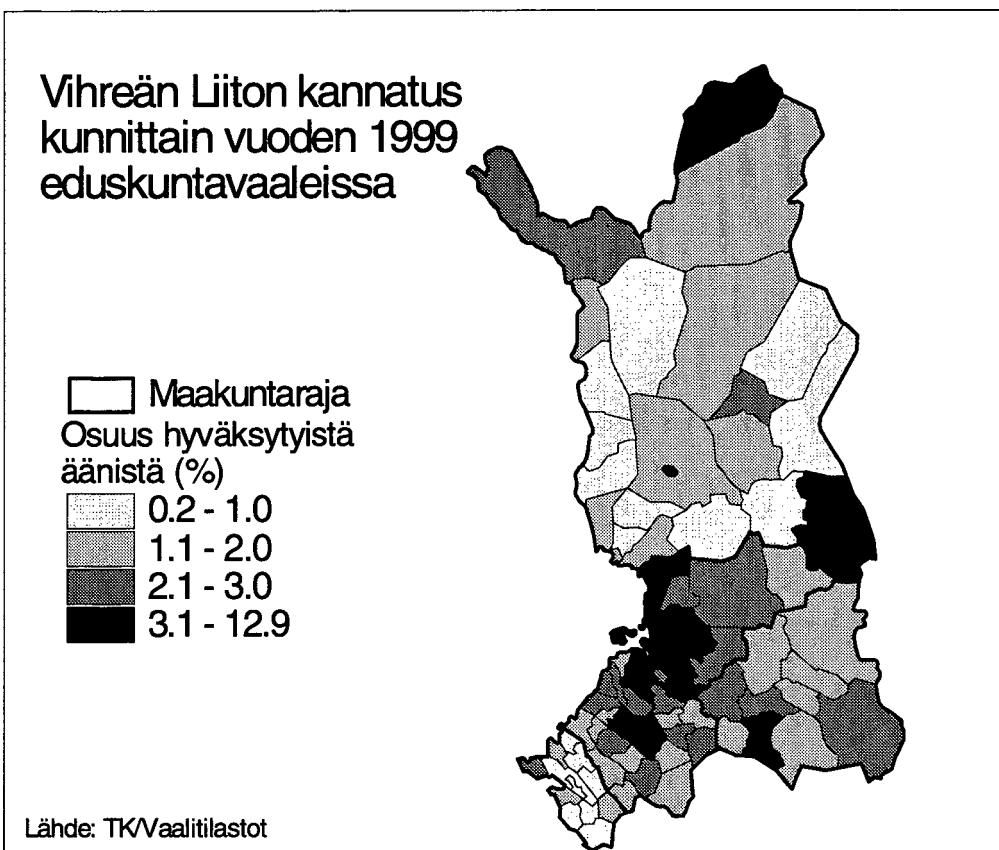 Vihreän Liiton kannatus
kunnittain vuoden 1999
eduskuntavaaleissa
Maakuntaraja
Osuus hyväksytyistä
äänistä (%)
0.2 - 1.0
1.1 - 2.0
2.1 - 3.0
3.1 - 12.9
Lähde: TK/Vaalitilastot